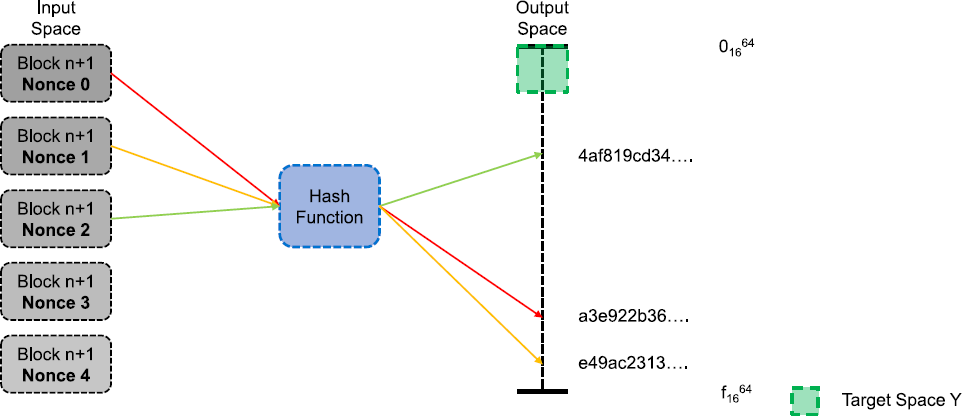 Input
Space
Block n+1
Nonce 0
Block n+1
Nonce 1
Block n+1
Nonce 2
Block n+1
Nonce 3
Block n+1
Nonce 4
Hash
Function
Output
Space
0₁₆⁶⁴
4af819cd34….
a3e922b36….
e49ac2313….
f₁₆⁶⁴
Target Space Y